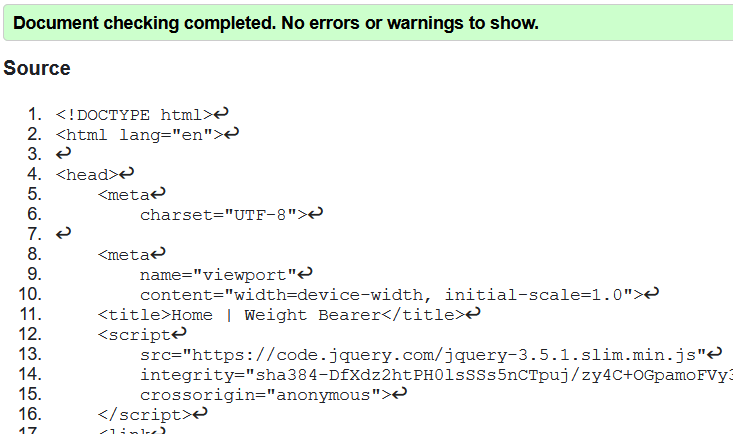 Document checking completed. No errors or warnings to show.
Source
1. <!DOCTYPE html>↩
2. <html lang="en">↩
3. ↩
4. <head>↩
5. <meta↩
6. charset="UTF-8">↩
7. ↩
8. <meta↩
9. name="viewport"↩
10. content="width=device-width, initial-scale=1.0">↩
11. <title>Home | Weight Bearer</title>↩
12. <script↩
13. src="https://code.jquery.com/jquery-3.5.1.slim.min.js"↩
14. integrity="sha384-DfXdz2htPH0lsSSs5nCTpuj/zy4C+OGpamoFVy3
15. crossorigin="anonymous">↩
16. </script>↩
17. <link↩